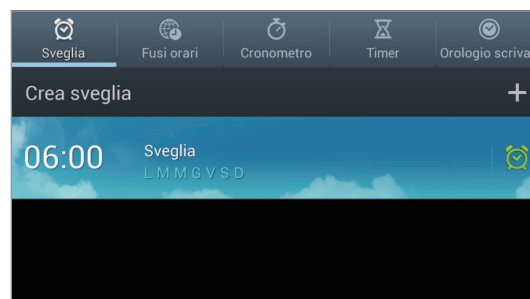 Sveglia Fusi orari Cronometro Timer Orologio scriva
Crea sveglia
06:00 Sveglia
L M M G V S D